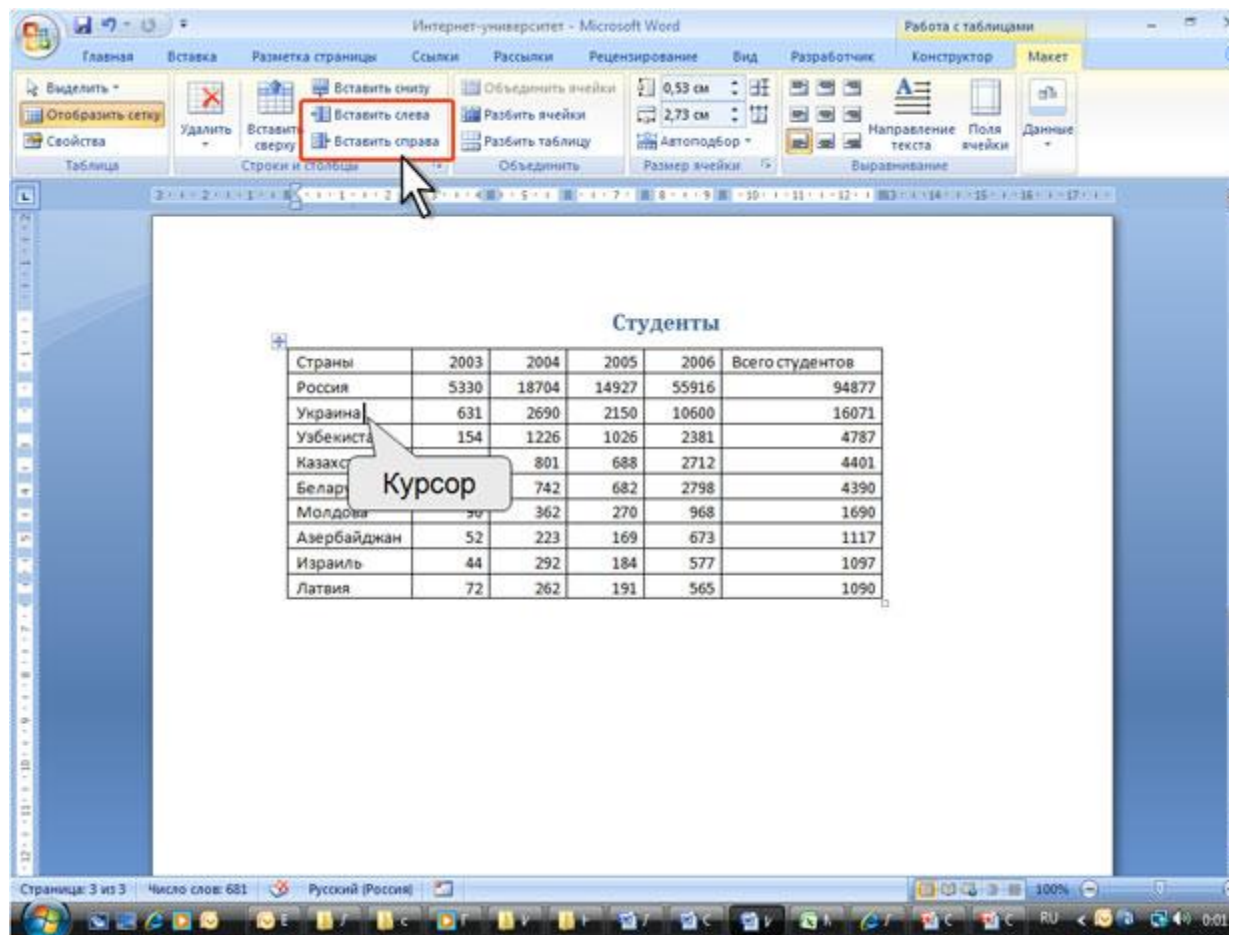 Интернет-университет - Microsoft Word
Работа с таблицами
Главная Вставка Разметка страницы Ссылки Рассылки Рецензирование Вид Разработчик Конструктор Макет
Выделить
Отобразить сетку
Свойства
Таблица
Удалить
Вставить сверху
Вставить снизу
Вставить слева
Вставить справа
Строки и столбцы
Объединить ячейки
Разбить ячейки
Разбить таблицу
Объединить
0,53 см
2,73 см
Автоподбор
Размер ячейки
Направление текста
Поля ячейки
Выравнивание
Данные
Студенты
Страны 2003 2004 2005 2006 Всего студентов
Россия 5330 18704 14927 55916 94877
Украина 631 2690 2150 10600 16071
Узбекиста 154 1226 1026 2381 4787
Казахс 801 688 2712 4401
Белар 742 682 2798 4390
Молдова 362 270 968 1690
Азербайджан 52 223 169 673 1117
Израиль 44 292 184 577 1097
Латвия 72 262 191 565 1090
Курсор
Страница: 3 из 3 Число слов: 681 Русский (Россия) 100%
RU 0:01